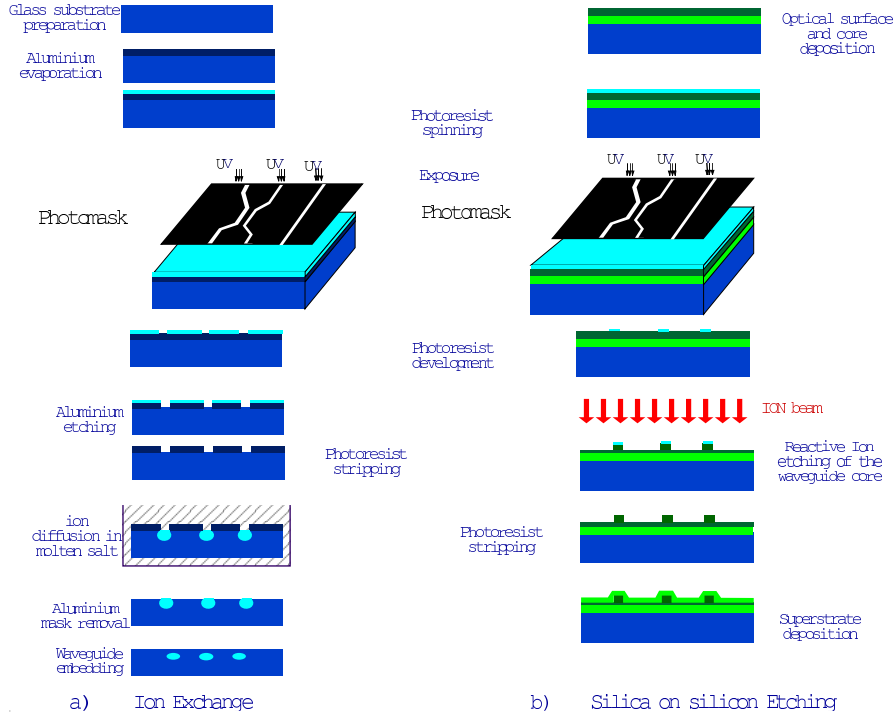 Glass substrate
preparation
Aluminium
evaporation
UV UV UV
Photomask
Aluminium
etching
Photoresist
stripping
ion
diffusion in
molten salt
Aluminium
mask removal
Waveguide
embedding
a) Ion Exchange
Optical surface
and core
deposition
Photoresist
spinning
Exposure
UV UV UV
Photomask
Photoresist
development
ION beam
Reactive Ion
etching of the
waveguide core
Photoresist
stripping
Superstrate
deposition
b) Silica on silicon Etching